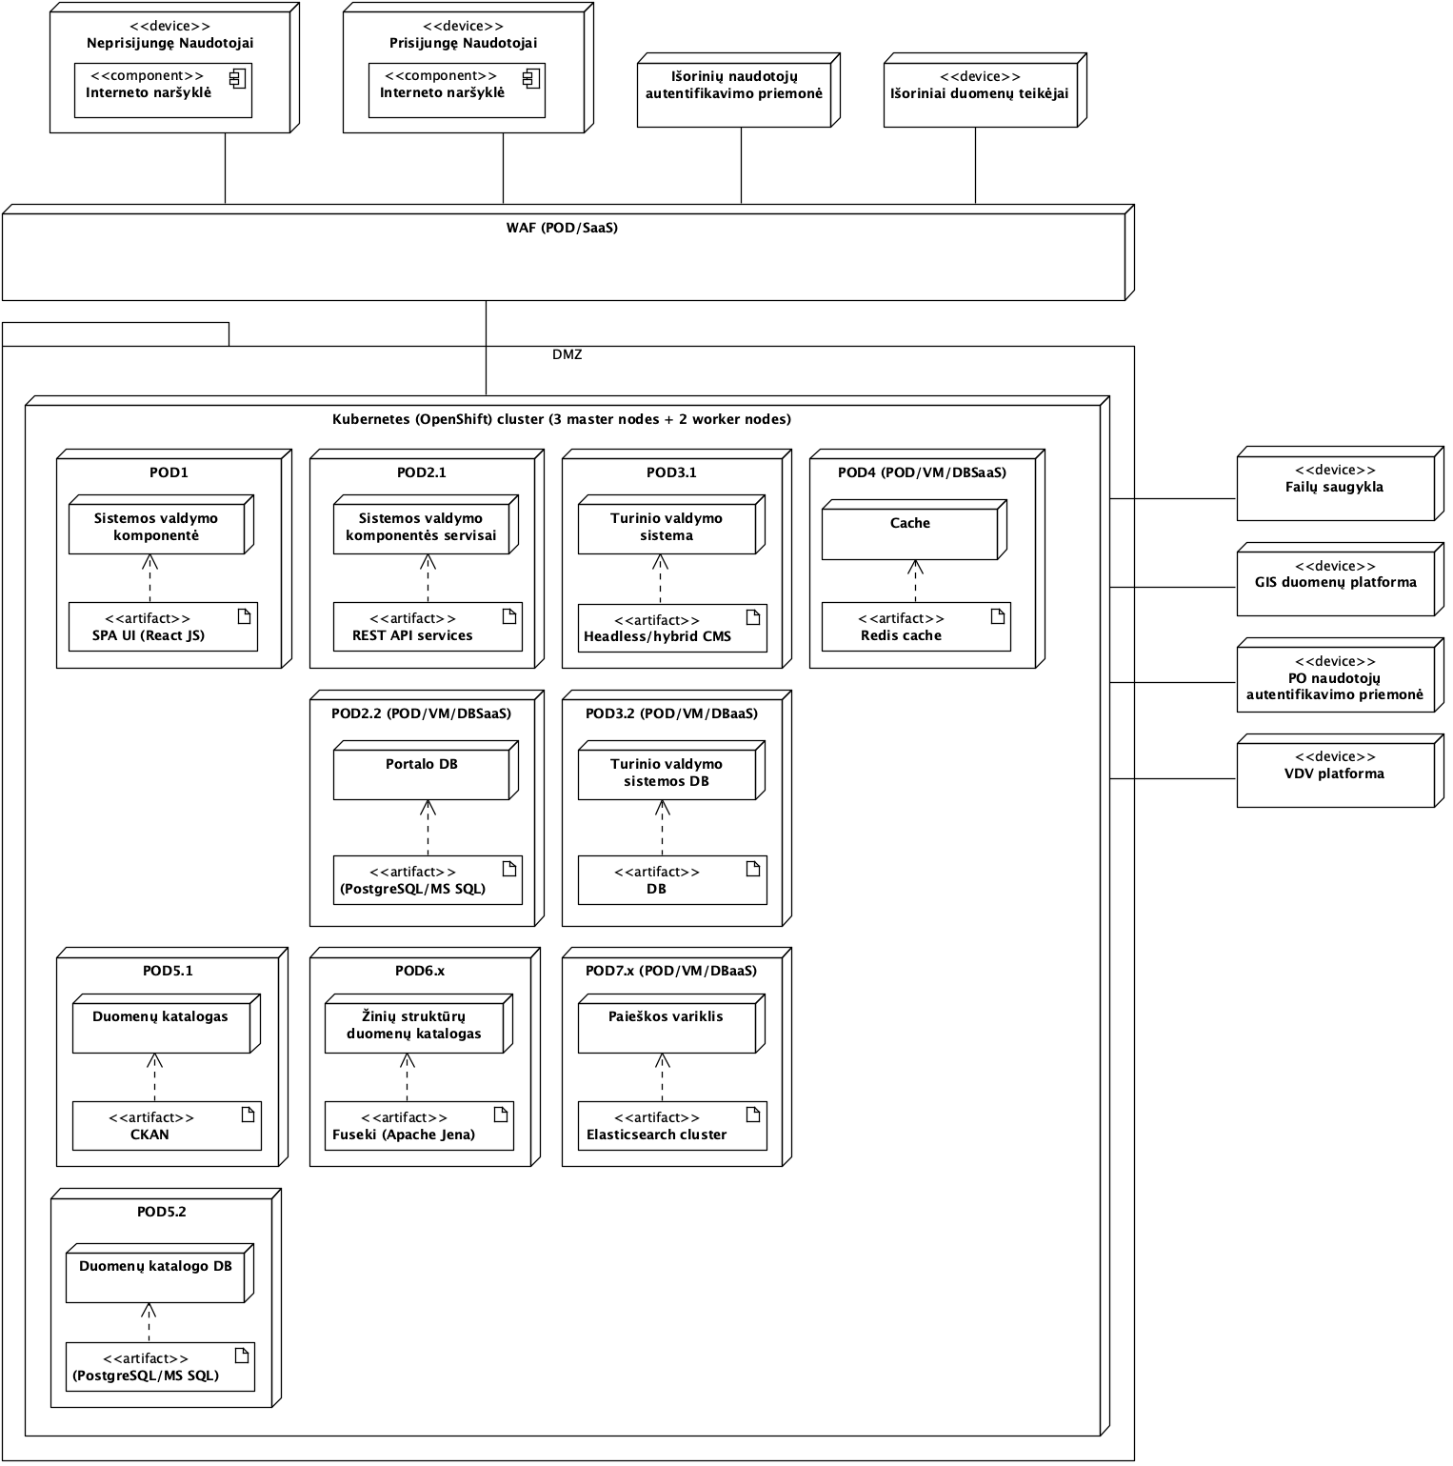 <<device>>
Neprisijungę Naudotojai
<<component>>
Interneto naršyklė
<<device>>
Prisijungę Naudotojai
<<component>>
Interneto naršyklė
Išorinių naudotojų
autentifikavimo priemonė
<<device>>
Išoriniai duomenų teikėjai
WAF (POD/SaaS)
DMZ
Kubernetes (OpenShift) cluster (3 master nodes + 2 worker nodes)
POD1
Sistemos valdymo
komponentė
<<artifact>>
SPA UI (React JS)
POD2.1
Sistemos valdymo
komponentės servisai
<<artifact>>
REST API services
POD3.1
Turinio valdymo
sistema
<<artifact>>
Headless/hybrid CMS
POD4 (POD/VM/DBSaaS)
Cache
<<artifact>>
Redis cache
<<device>>
Failų saugykla
<<device>>
GIS duomenų platforma
<<device>>
PO naudotojų
autentifikavimo priemonė
<<device>>
VDV platforma
POD2.2 (POD/VM/DBSaaS)
Portalo DB
<<artifact>>
(PostgreSQL/MS SQL)
POD3.2 (POD/VM/DBaaS)
Turinio valdymo
sistemos DB
<<artifact>>
DB
POD5.1
Duomenų katalogas
<<artifact>>
CKAN
POD6.x
Žinių struktūrų
duomenų katalogas
<<artifact>>
Fuseki (Apache Jena)
POD7.x (POD/VM/DBaaS)
Paieškos variklis
<<artifact>>
Elasticsearch cluster
POD5.2
Duomenų katalogo DB
<<artifact>>
(PostgreSQL/MS SQL)